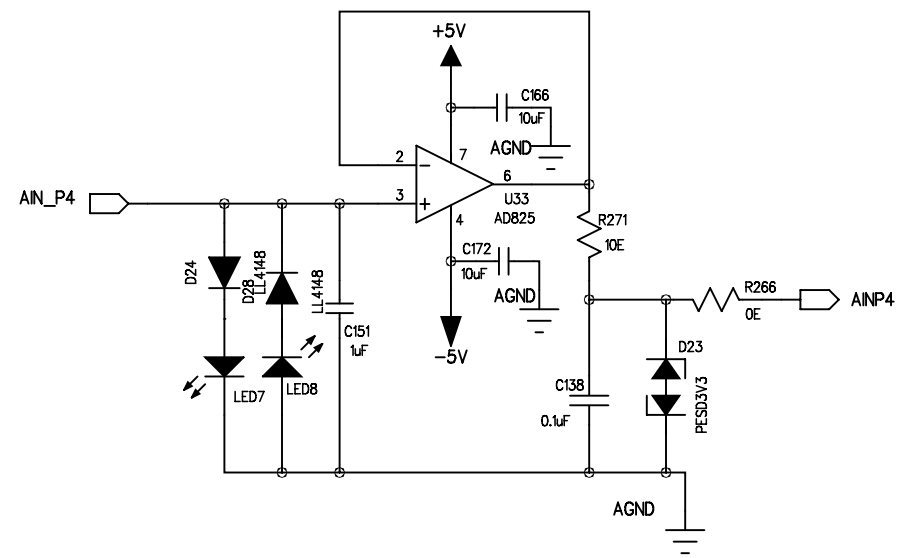 +5V
C166
10uF
AGND
2
7
−
6
3
+
U33
AD825
4
AIN_P4
C172
10uF
AGND
-5V
R271
10E
D24
D28
LL4148
LL4148
C151
1uF
R266
0E
AINP4
LED7
LED8
D23
PESD3V3
C138
0.1uF
AGND